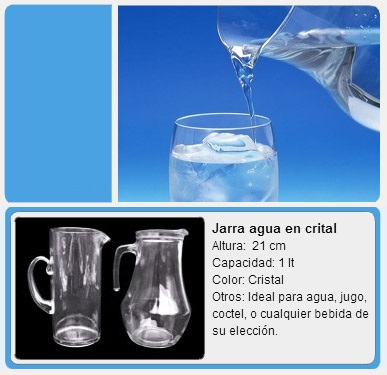 Jarra agua en crital
Altura:  21 cm
Capacidad: 1 lt
Color: Cristal
Otros: Ideal para agua, jugo,
coctel, o cualquier bebida de
su elección.